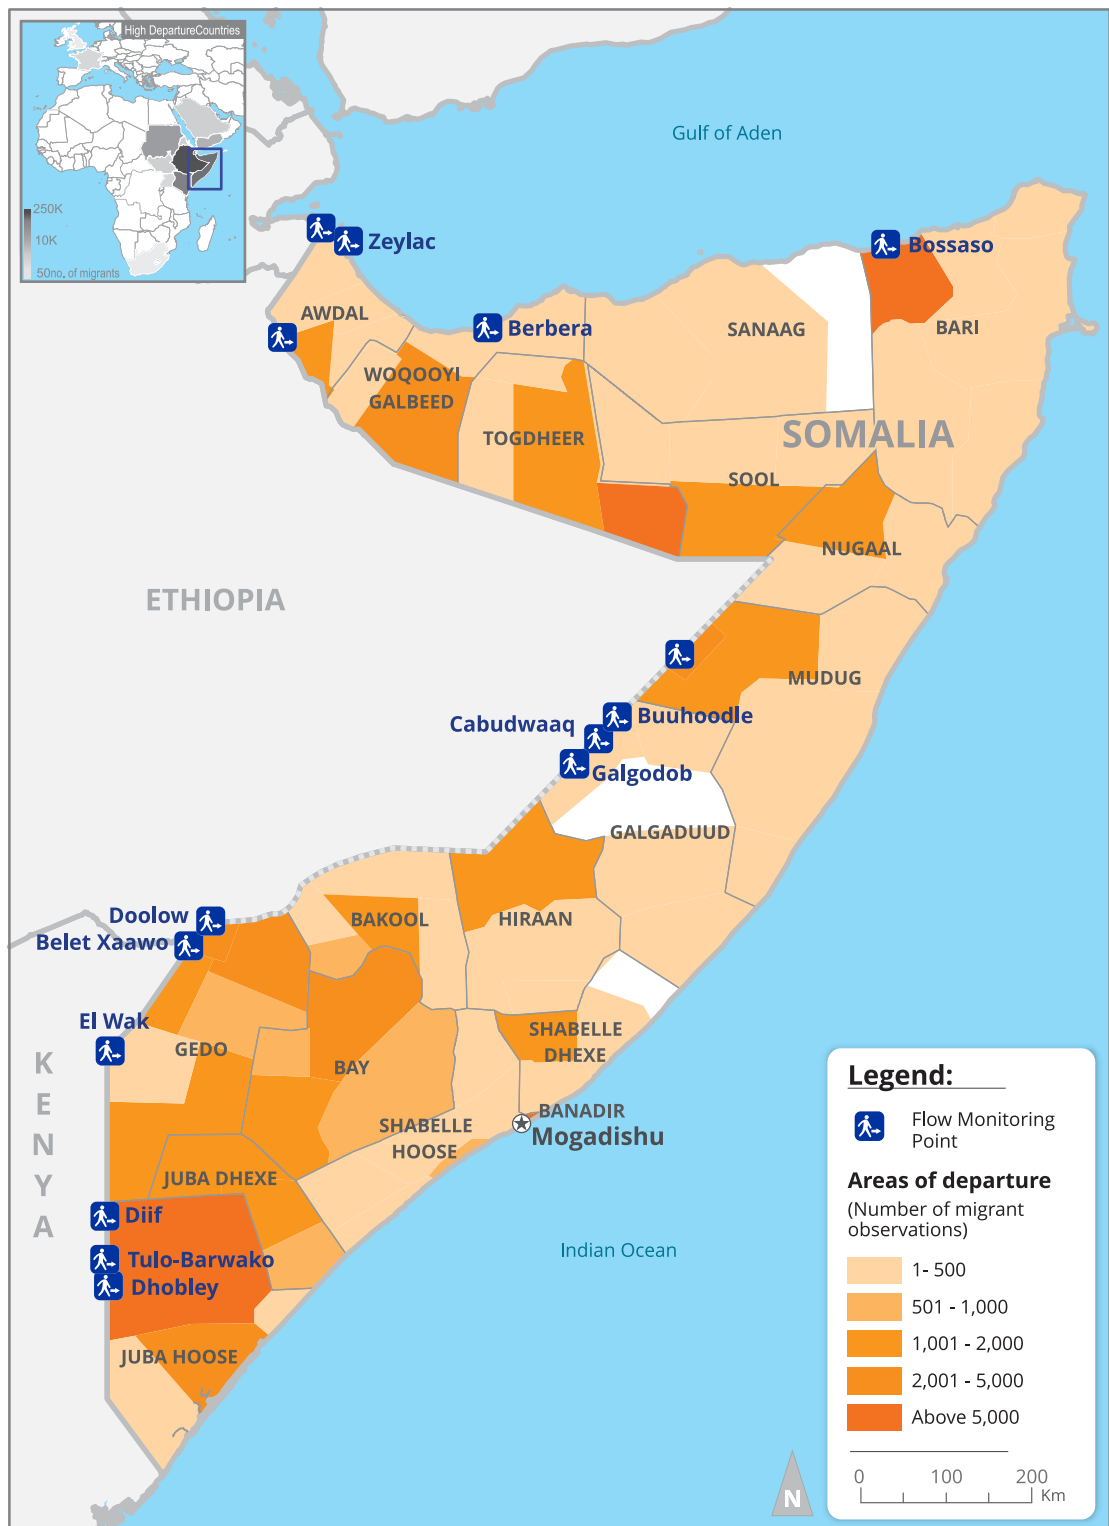 High DepartureCountries
250K
10K
50no. of migrants
Gulf of Aden
Zeylac
Bossaso
AWDAL
Berbera
SANAAG
BARI
WOQOOYI
GALBEED
TOGDHEER
SOMALIA
SOOL
NUGAAL
ETHIOPIA
MUDUG
Buuhoodle
Cabudwaaq
Galgodob
GALGADUUD
Doolow
BAKOOL
HIRAAN
Belet Xaawo
El Wak
GEDO
SHABELLE
DHEXE
BAY
KENYA
BANADIR
Mogadishu
SHABELLE
HOOSE
JUBA DHEXE
Diif
Tulo-Barwako
Dhobley
Indian Ocean
JUBA HOOSE
Legend:
Flow Monitoring
Point
Areas of departure
(Number of migrant
observations)
1- 500
501 - 1,000
1,001 - 2,000
2,001 - 5,000
Above 5,000
0 100 200
Km
N